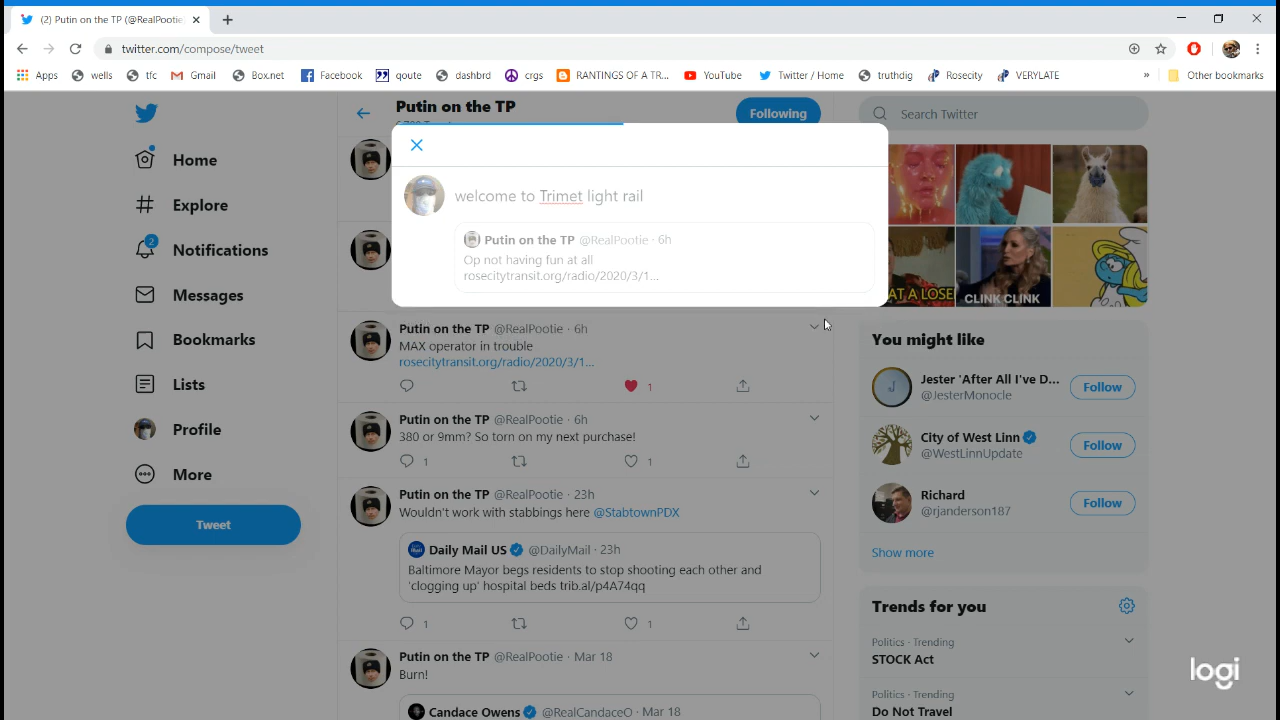 (2) Putin on the TP (@RealPootie
twitter.com/compose/tweet
Apps wells tfc Gmail Box.net Facebook qoute dashbrd crgs RANTINGS OF A TR... YouTube Twitter / Home truthdig Rosecity VERYLATE » Other bookmarks
Putin on the TP
Following
Search Twitter
Home
Explore
2
Notifications
Messages
Bookmarks
Lists
Profile
More
Tweet
welcome to Trimet light rail
Putin on the TP @RealPootie · 6h
Op not having fun at all
rosecitytransit.org/radio/2020/3/1...
Putin on the TP @RealPootie · 6h
MAX operator in trouble
rosecitytransit.org/radio/2020/3/1...
1
Putin on the TP @RealPootie · 6h
380 or 9mm? So torn on my next purchase!
1 1
Putin on the TP @RealPootie · 23h
Wouldn't work with stabbings here @StabtownPDX
Daily Mail US @DailyMail · 23h
Baltimore Mayor begs residents to stop shooting each other and
'clogging up' hospital beds trib.al/p4A74qq
1 1
Putin on the TP @RealPootie · Mar 18
Burn!
Candace Owens @RealCandaceO · Mar 18
AT A LOSE
CLINK CLINK
You might like
J
Jester 'After All I've D...
@JesterMonocle
Follow
City of West Linn
@WestLinnUpdate
Follow
Richard
@rjanderson187
Follow
Show more
Trends for you
Politics · Trending
STOCK Act
Politics · Trending
Do Not Travel
logi